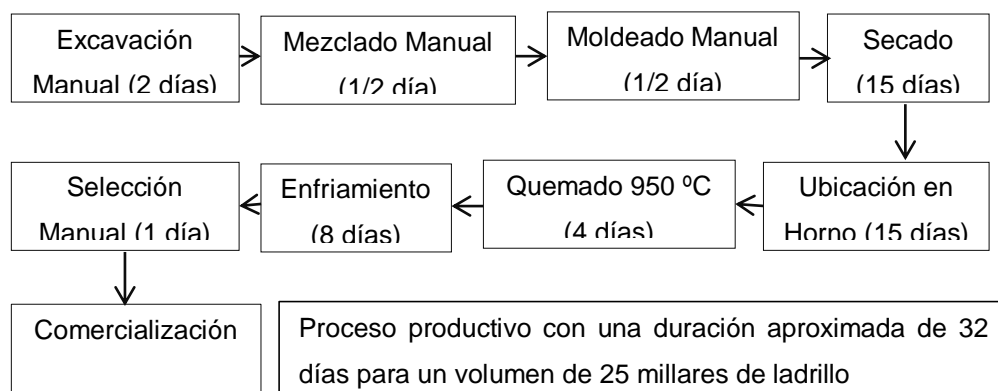 Excavación
Manual (2 días)
Mezclado Manual
(1/2 día)
Moldeado Manual
(1/2 día)
Secado
(15 días)
Ubicación en
Horno (15 días)
Quemado 950 ºC
(4 días)
Enfriamiento
(8 días)
Selección
Manual (1 día)
Comercialización
Proceso productivo con una duración aproximada de 32
días para un volumen de 25 millares de ladrillo